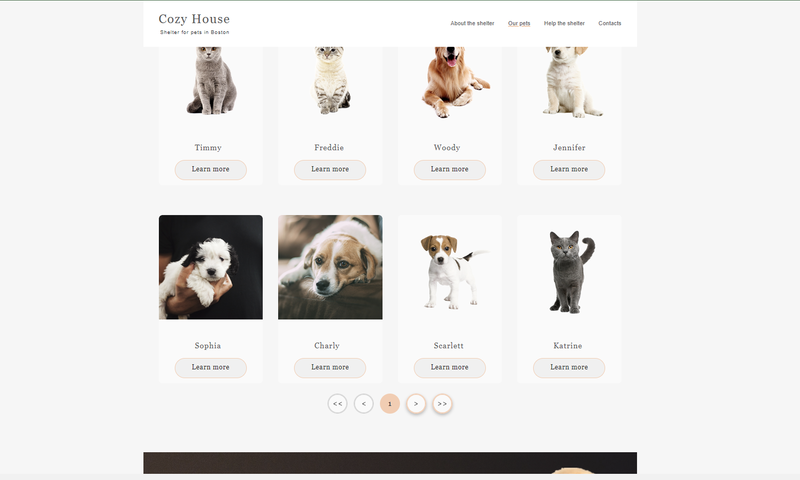 Cozy House
Shelter for pets in Boston
About the shelter Our pets Help the shelter Contacts
Timmy Freddie Woody Jennifer
Learn more Learn more Learn more Learn more
Sophia Charly Scarlett Katrine
Learn more Learn more Learn more Learn more
<< < 1 > >>